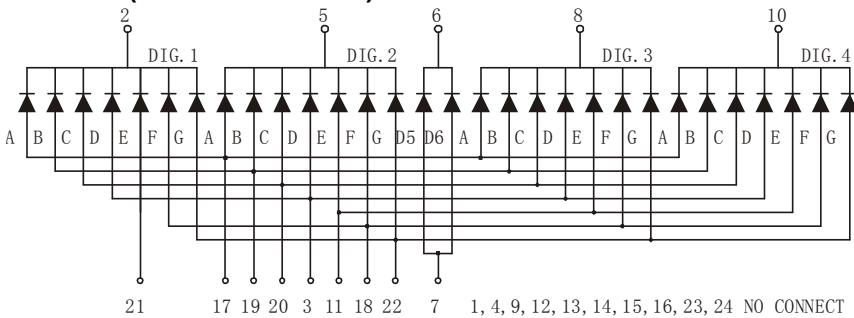 2 5 6 8 10
DIG.1 DIG.2 DIG.3 DIG.4
A B C D E F G A B C D E F G D5 D6 A B C D E F G A B C D E F G
21 17 19 20 3 11 18 22 7 1,4,9,12,13,14,15,16,23,24 NO CONNECT